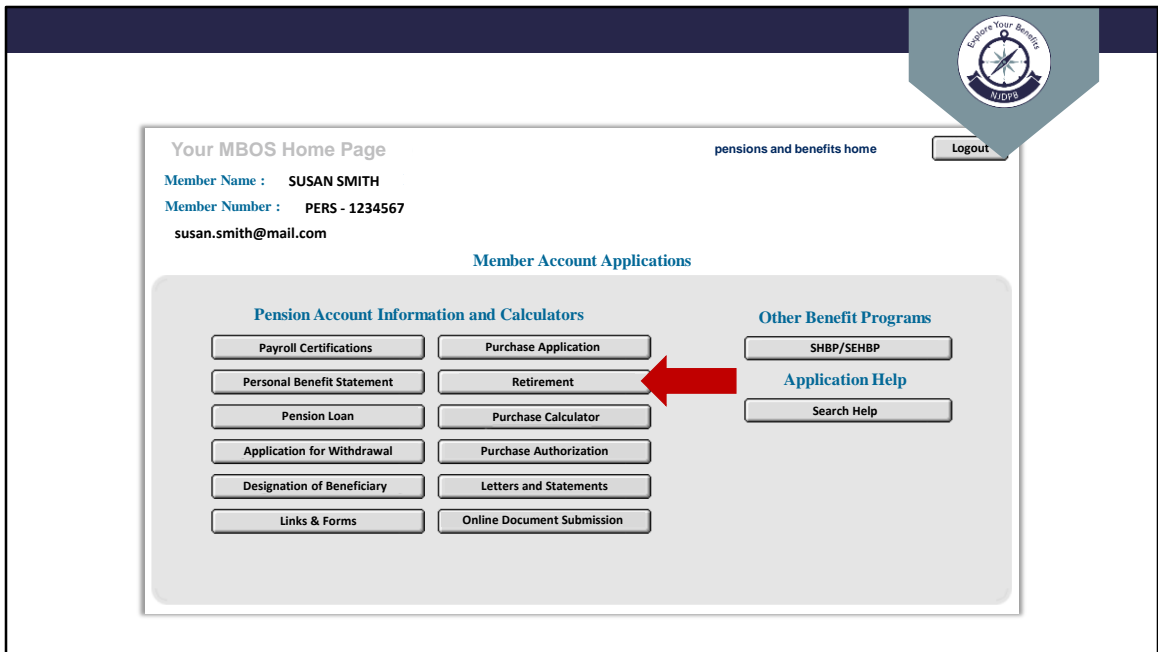 Explore Your Benefits
NJDPB
Your MBOS Home Page
pensions and benefits home
Logout
Member Name : SUSAN SMITH
Member Number : PERS - 1234567
susan.smith@mail.com
Member Account Applications
Pension Account Information and Calculators
Payroll Certifications
Purchase Application
Personal Benefit Statement
Retirement
Pension Loan
Purchase Calculator
Application for Withdrawal
Purchase Authorization
Designation of Beneficiary
Letters and Statements
Links & Forms
Online Document Submission
Other Benefit Programs
SHBP/SEHBP
Application Help
Search Help